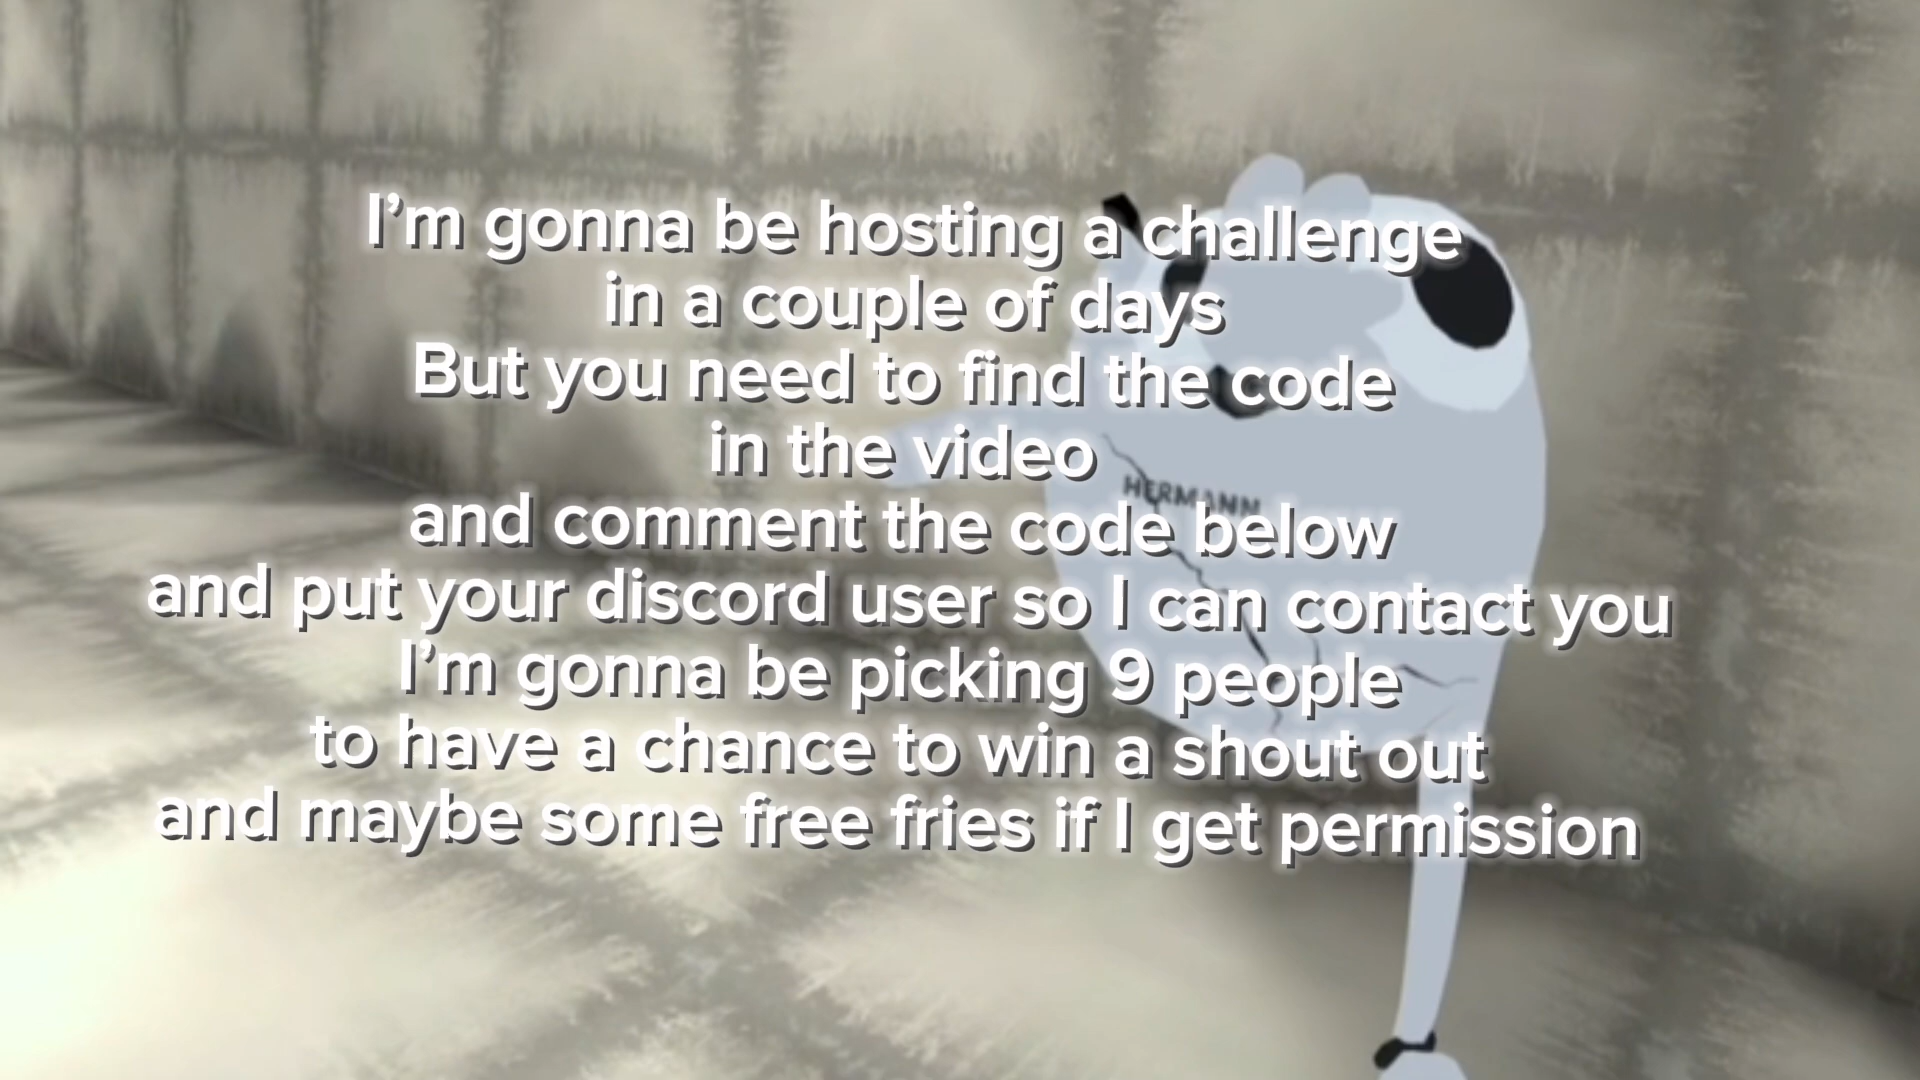 I’m gonna be hosting a challenge
in a couple of days
But you need to find the code
in the video
and comment the code below
and put your discord user so I can contact you
I’m gonna be picking 9 people
to have a chance to win a shout out
and maybe some free fries if I get permission
HERMANN